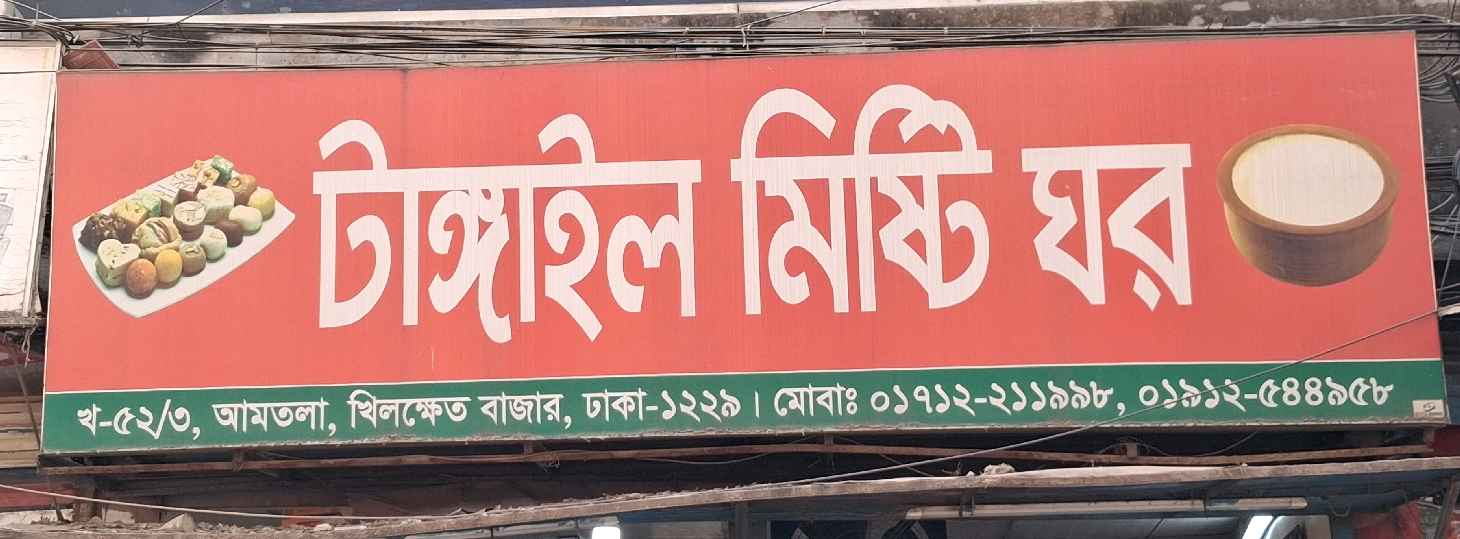 টাঙ্গাইল মিষ্টি ঘর
খ-৫২/৩, আমতলা, খিলক্ষেত বাজার, ঢাকা-১২২৯। মোবাঃ ০১৭১২-২১১৯৯৮, ০১৯১২-৫৪৪৯৫৮